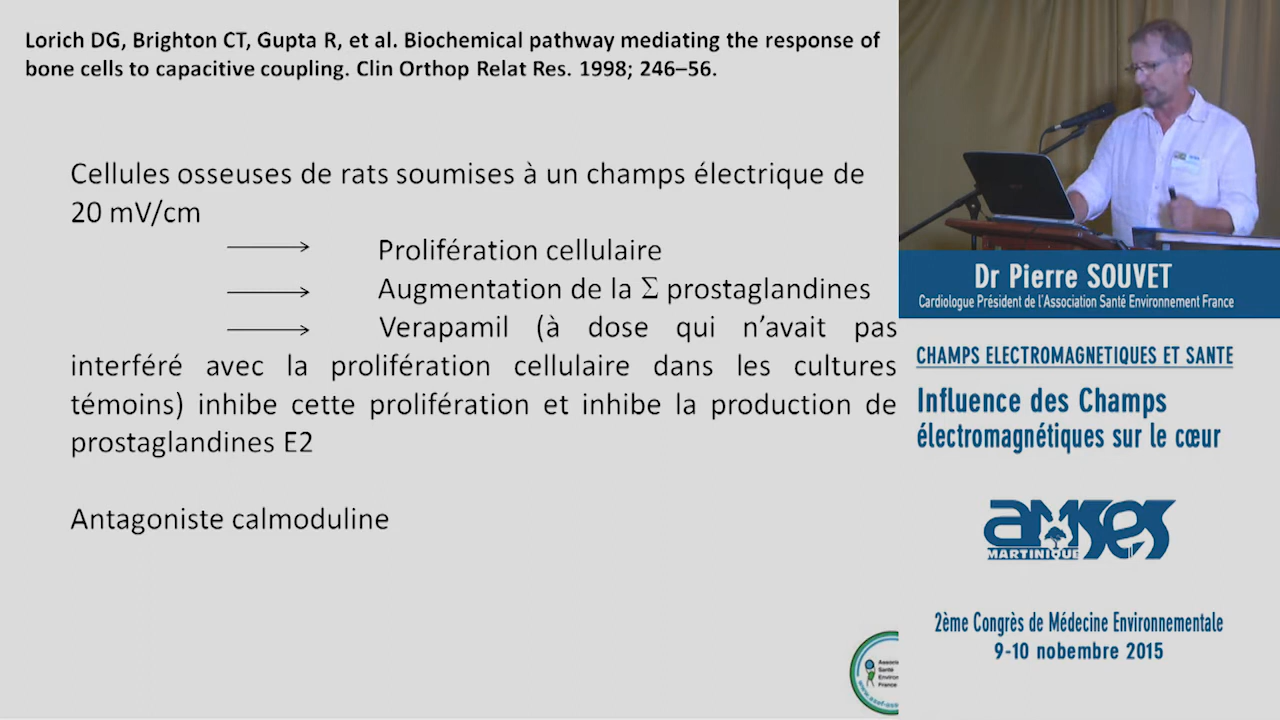 Lorich DG, Brighton CT, Gupta R, et al. Biochemical pathway mediating the response of
bone cells to capacitive coupling. Clin Orthop Relat Res. 1998; 246–56.
Cellules osseuses de rats soumises à un champs électrique de
20 mV/cm
Prolifération cellulaire
Augmentation de la Σ prostaglandines
Verapamil (à dose qui n’avait pas
interféré avec la prolifération cellulaire dans les cultures
témoins) inhibe cette prolifération et inhibe la production de
prostaglandines E2
Antagoniste calmoduline
Dr Pierre SOUVET
Cardiologue Président de l'Association Santé Environnement France
CHAMPS ELECTROMAGNETIQUES ET SANTE
Influence des Champs
électromagnétiques sur le cœur
AMSES
MARTINIQUE
2ème Congrès de Médecine Environnementale
9-10 nobembre 2015
Santé
France